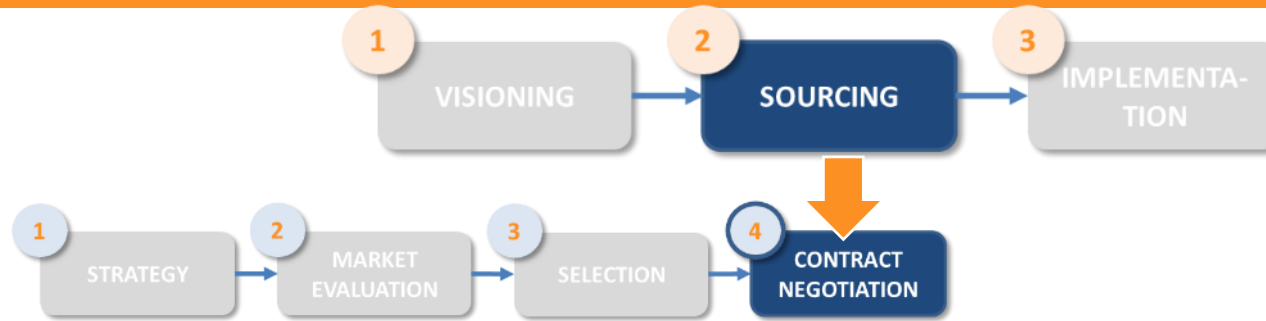 1
VISIONING
2
SOURCING
3
IMPLEMENTA-
TION
1
STRATEGY
2
MARKET
EVALUATION
3
SELECTION
4
CONTRACT
NEGOTIATION